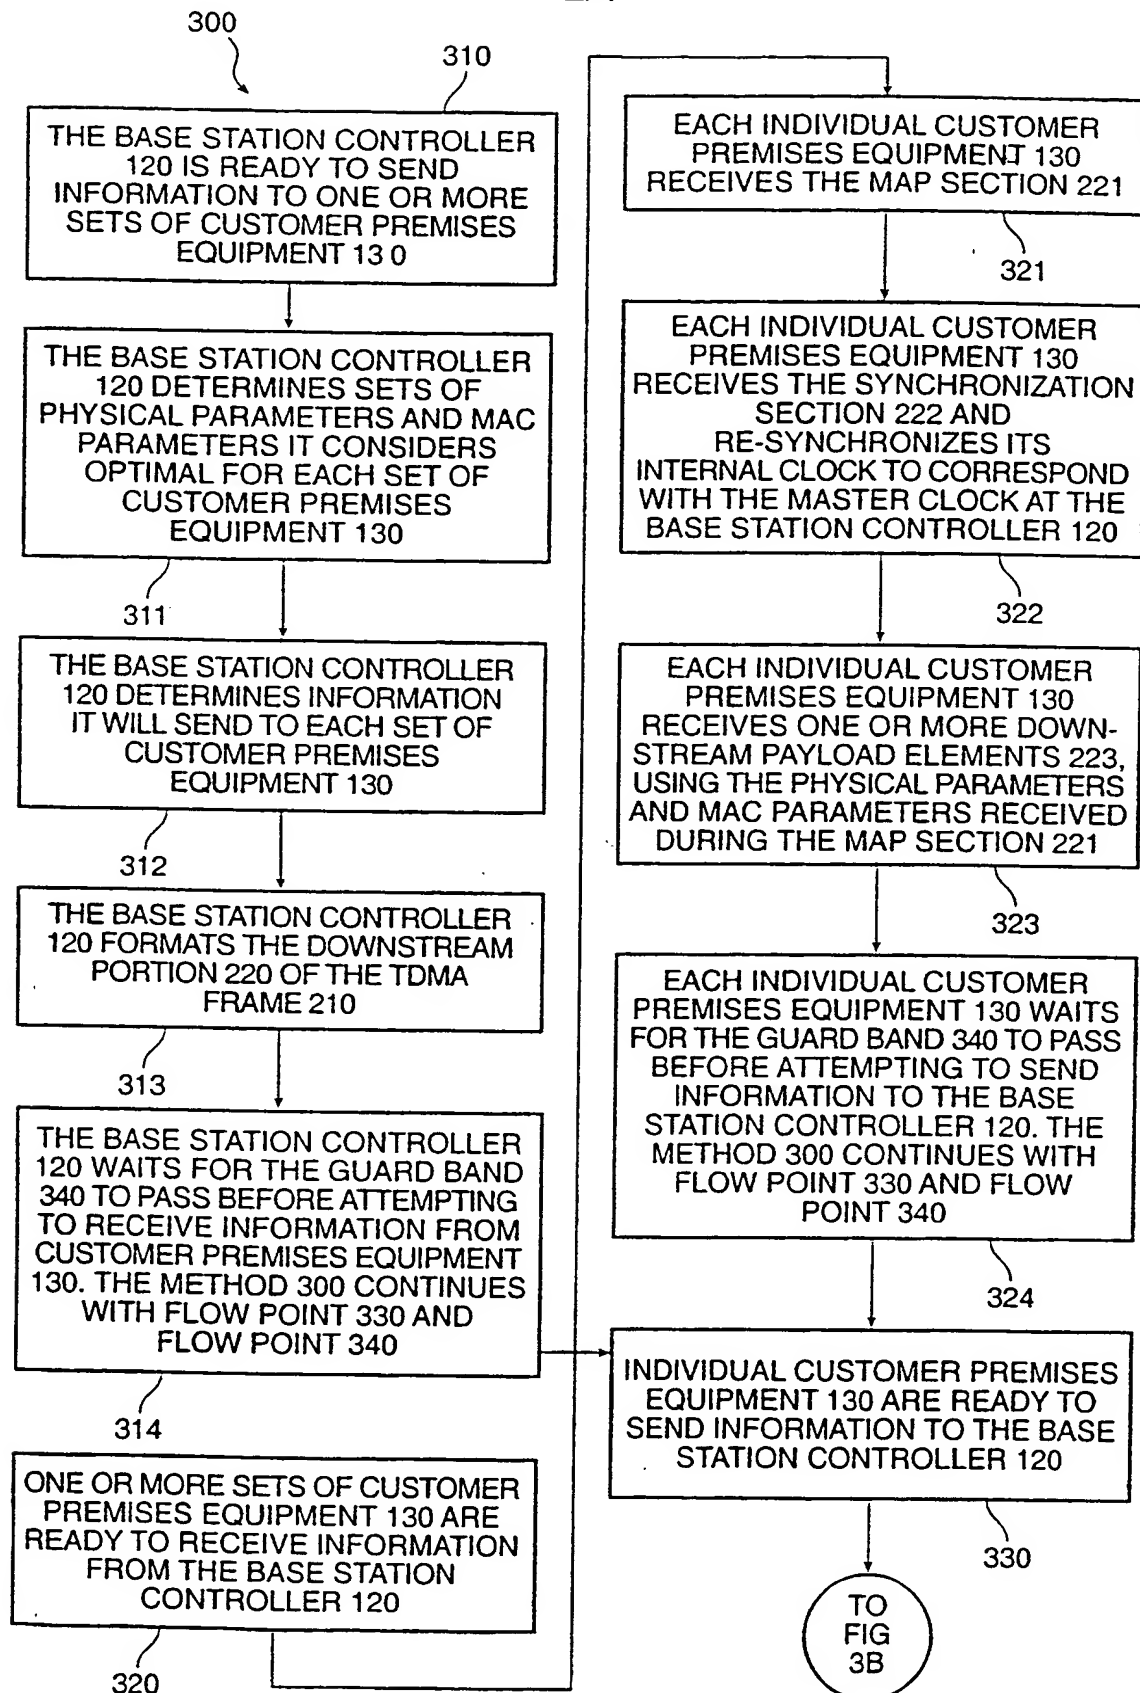 300
310
THE BASE STATION CONTROLLER
120 IS READY TO SEND
INFORMATION TO ONE OR MORE
SETS OF CUSTOMER PREMISES
EQUIPMENT 130
THE BASE STATION CONTROLLER
120 DETERMINES SETS OF
PHYSICAL PARAMETERS AND MAC
PARAMETERS IT CONSIDERS
OPTIMAL FOR EACH SET OF
CUSTOMER PREMISES
EQUIPMENT 130
311
THE BASE STATION CONTROLLER
120 DETERMINES INFORMATION
IT WILL SEND TO EACH SET OF
CUSTOMER PREMISES
EQUIPMENT 130
312
THE BASE STATION CONTROLLER
120 FORMATS THE DOWNSTREAM
PORTION 220 OF THE TDMA
FRAME 210
313
THE BASE STATION CONTROLLER
120 WAITS FOR THE GUARD BAND
340 TO PASS BEFORE ATTEMPTING
TO RECEIVE INFORMATION FROM
CUSTOMER PREMISES EQUIPMENT
130. THE METHOD 300 CONTINUES
WITH FLOW POINT 330 AND
FLOW POINT 340
314
ONE OR MORE SETS OF CUSTOMER
PREMISES EQUIPMENT 130 ARE
READY TO RECEIVE INFORMATION
FROM THE BASE STATION
CONTROLLER 120
320
EACH INDIVIDUAL CUSTOMER
PREMISES EQUIPMENT 130
RECEIVES THE MAP SECTION 221
321
EACH INDIVIDUAL CUSTOMER
PREMISES EQUIPMENT 130
RECEIVES THE SYNCHRONIZATION
SECTION 222 AND
RE-SYNCHRONIZES ITS
INTERNAL CLOCK TO CORRESPOND
WITH THE MASTER CLOCK AT THE
BASE STATION CONTROLLER 120
322
EACH INDIVIDUAL CUSTOMER
PREMISES EQUIPMENT 130
RECEIVES ONE OR MORE DOWN-
STREAM PAYLOAD ELEMENTS 223,
USING THE PHYSICAL PARAMETERS
AND MAC PARAMETERS RECEIVED
DURING THE MAP SECTION 221
323
EACH INDIVIDUAL CUSTOMER
PREMISES EQUIPMENT 130 WAITS
FOR THE GUARD BAND 340 TO PASS
BEFORE ATTEMPTING TO SEND
INFORMATION TO THE BASE
STATION CONTROLLER 120. THE
METHOD 300 CONTINUES WITH
FLOW POINT 330 AND FLOW
POINT 340
324
INDIVIDUAL CUSTOMER PREMISES
EQUIPMENT 130 ARE READY TO
SEND INFORMATION TO THE BASE
STATION CONTROLLER 120
330
TO
FIG
3B